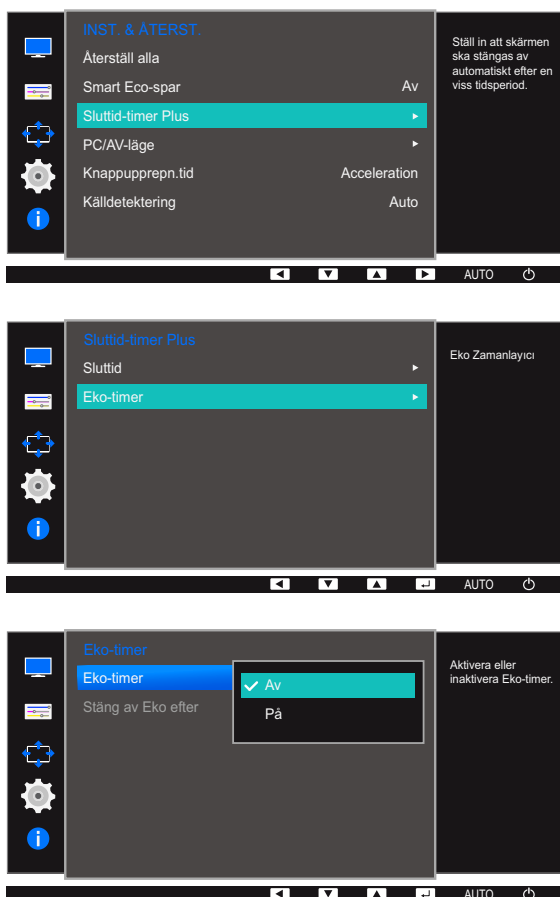 INST. & ÅTERST.
Återställ alla
Smart Eco-spar Av
Sluttid-timer Plus
PC/AV-läge
Knappupprepn.tid Acceleration
Källdetektering Auto
Ställ in att skärmen
ska stängas av
automatiskt efter en
viss tidsperiod.
AUTO
Sluttid-timer Plus
Sluttid
Eko-timer
Eko Zamanlayıcı
AUTO
Eko-timer
Eko-timer
Av
Stäng av Eko efter
På
Aktivera eller
inaktivera Eko-timer.
AUTO